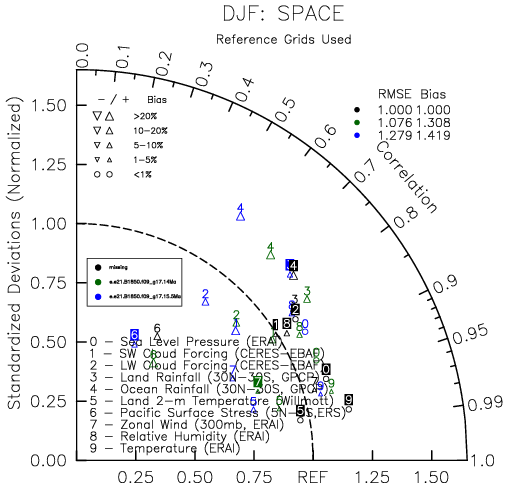 DJF: SPACE
Reference Grids Used
RMSE Bias
1.000 1.000
1.076 1.308
1.279 1.419
- / + Bias
>20%
10-20%
5-10%
1-5%
<1%
0.0 0.1 0.2 0.3 0.4 0.5 0.6 0.7 0.8 0.9 0.95 0.99 1.0
Correlation
Standardized Deviations (Normalized)
1.50
1.25
1.00
0.75
0.50
0.25
0.00
missing
0 - Sea Level Pressure (ERAI)
1 - SW Cloud Forcing (CERES-EBAF)
2 - LW Cloud Forcing (CERES-EBAF)
3 - Land Rainfall (30N-30S, GPCP)
4 - Ocean Rainfall (30N-30S, GPCP)
5 - Land 2-m Temperature (Willmott)
6 - Pacific Surface Stress (5N-5S,ERS)
7 - Zonal Wind (300mb, ERAI)
8 - Relative Humidity (ERAI)
9 - Temperature (ERAI)
0.25 0.50 0.75 REF 1.25 1.50